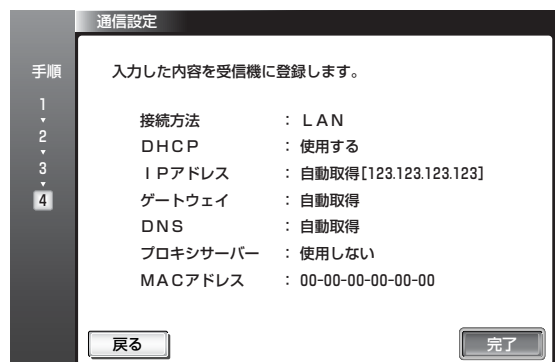 通信設定
手順
1
2
3
4
入力した内容を受信機に登録します。
接続方法 : LAN
DHCP : 使用する
IPアドレス : 自動取得[123.123.123.123]
ゲートウェイ : 自動取得
DNS : 自動取得
プロキシサーバー : 使用しない
MACアドレス : 00-00-00-00-00-00
戻る
完了